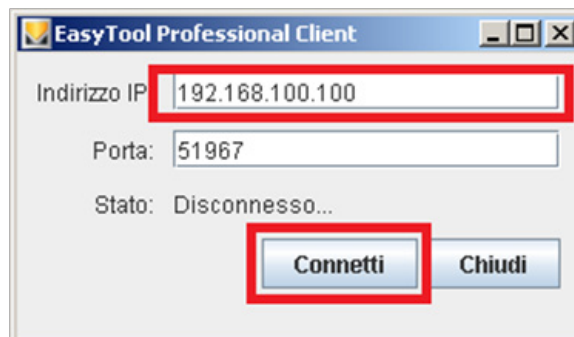 EasyTool Professional Client
Indirizzo IP 192.168.100.100
Porta: 51967
Stato: Disconnesso...
Connetti Chiudi